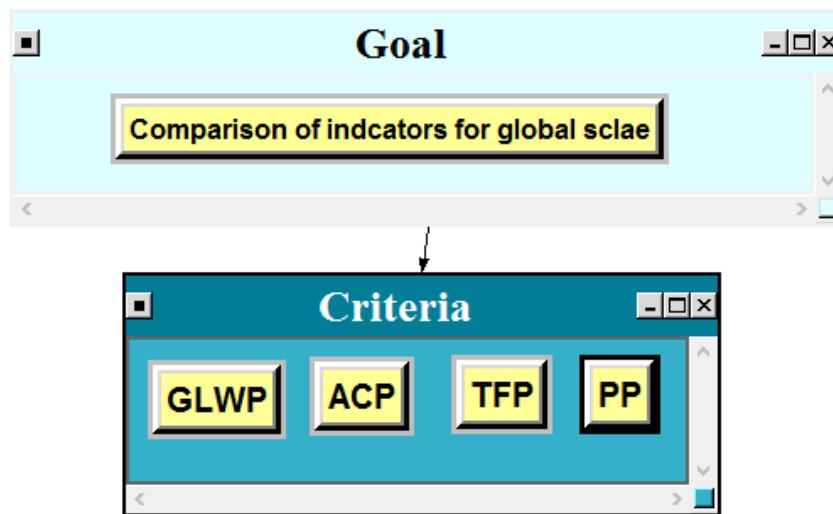 Goal
Comparison of indcators for global sclae
Criteria
GLWP ACP TFP PP